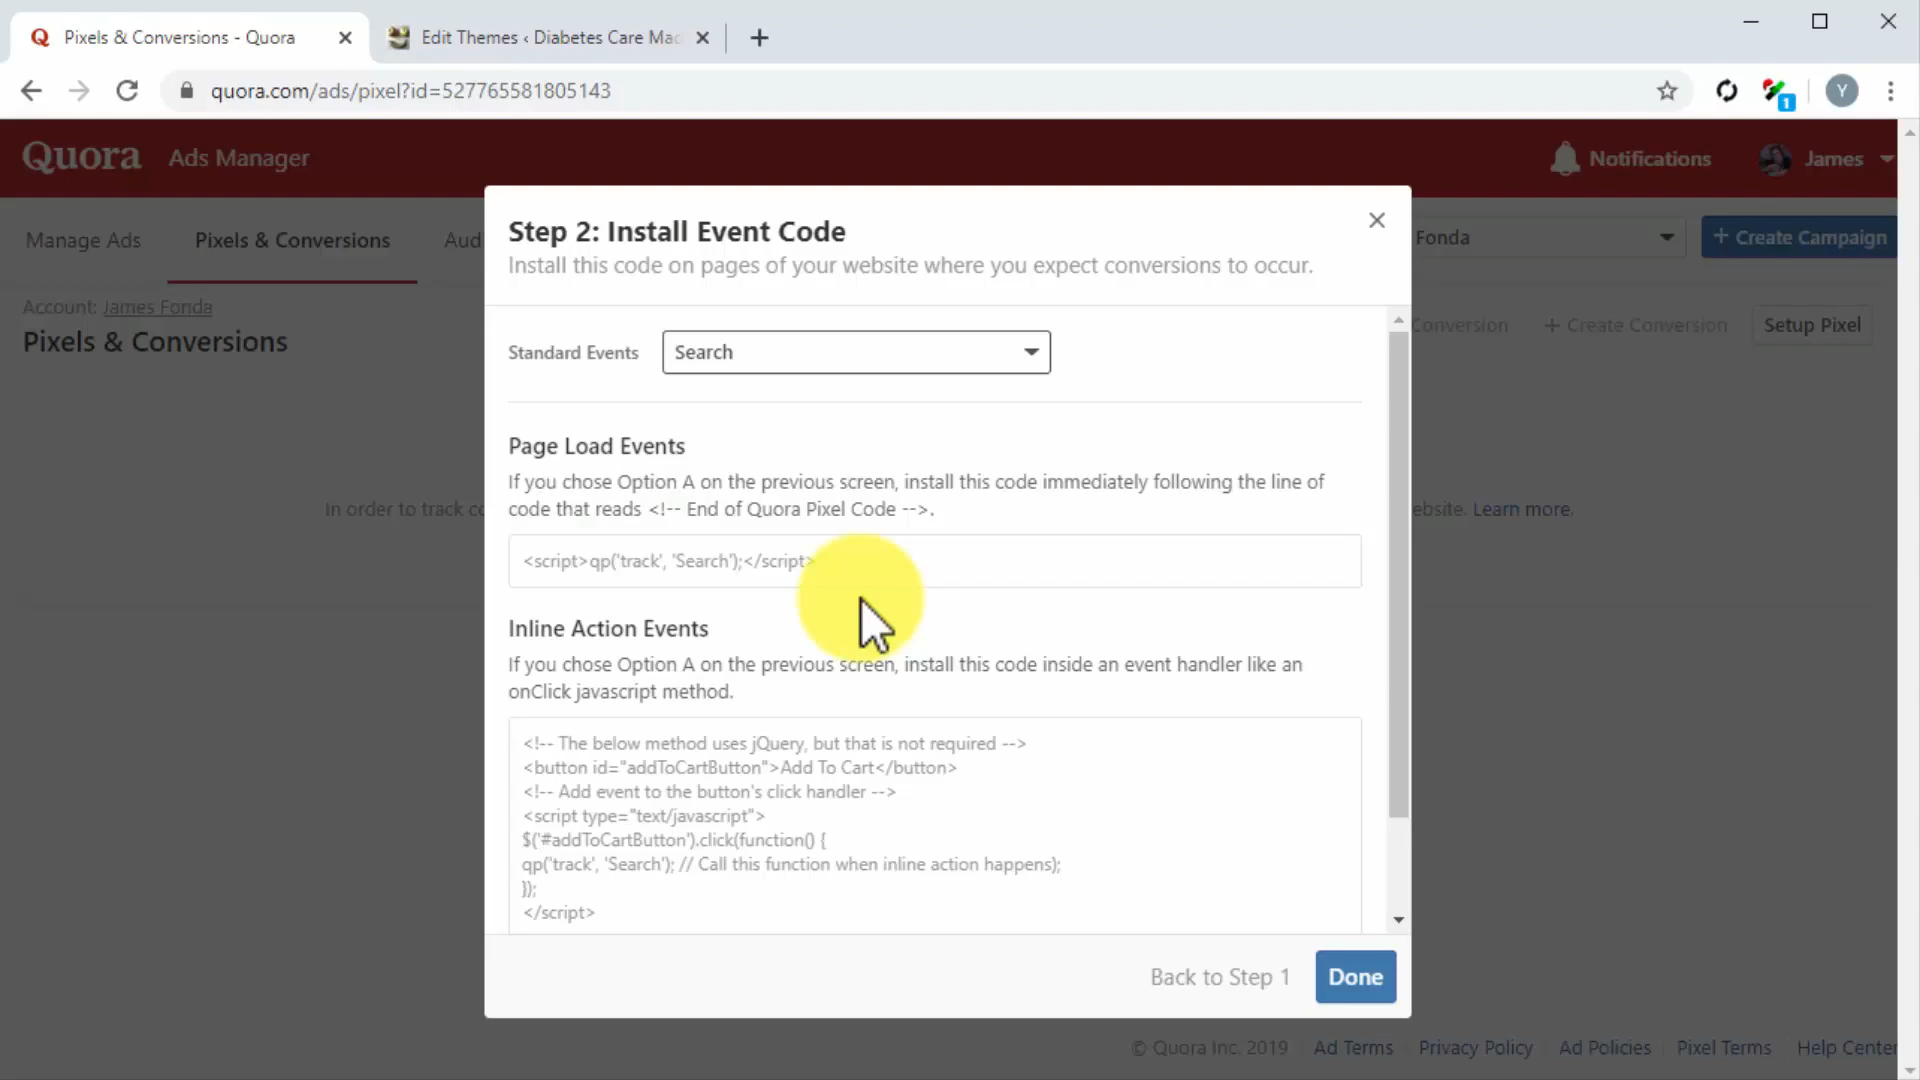 Pixels & Conversions - Quora
Edit Themes ‹ Diabetes Care Mac
quora.com/ads/pixel?id=527765581805143
1
Y
Quora Ads Manager
Notifications
James
Manage Ads
Pixels & Conversions
Aud
Fonda
+ Create Campaign
Account: James Fonda
Pixels & Conversions
Conversion
+ Create Conversion
Setup Pixel
In order to track co
ebsite. Learn more.
Step 2: Install Event Code
Install this code on pages of your website where you expect conversions to occur.
Standard Events
Search
Page Load Events
If you chose Option A on the previous screen, install this code immediately following the line of
code that reads <!-- End of Quora Pixel Code -->.
<script>qp('track', 'Search');</script>
Inline Action Events
If you chose Option A on the previous screen, install this code inside an event handler like an
onClick javascript method.
<!-- The below method uses jQuery, but that is not required -->
<button id="addToCartButton">Add To Cart</button>
<!-- Add event to the button's click handler -->
<script type="text/javascript">
$('#addToCartButton').click(function() {
qp('track', 'Search'); // Call this function when inline action happens);
});
</script>
Back to Step 1
Done
© Quora Inc. 2019
Ad Terms
Privacy Policy
Ad Policies
Pixel Terms
Help Center